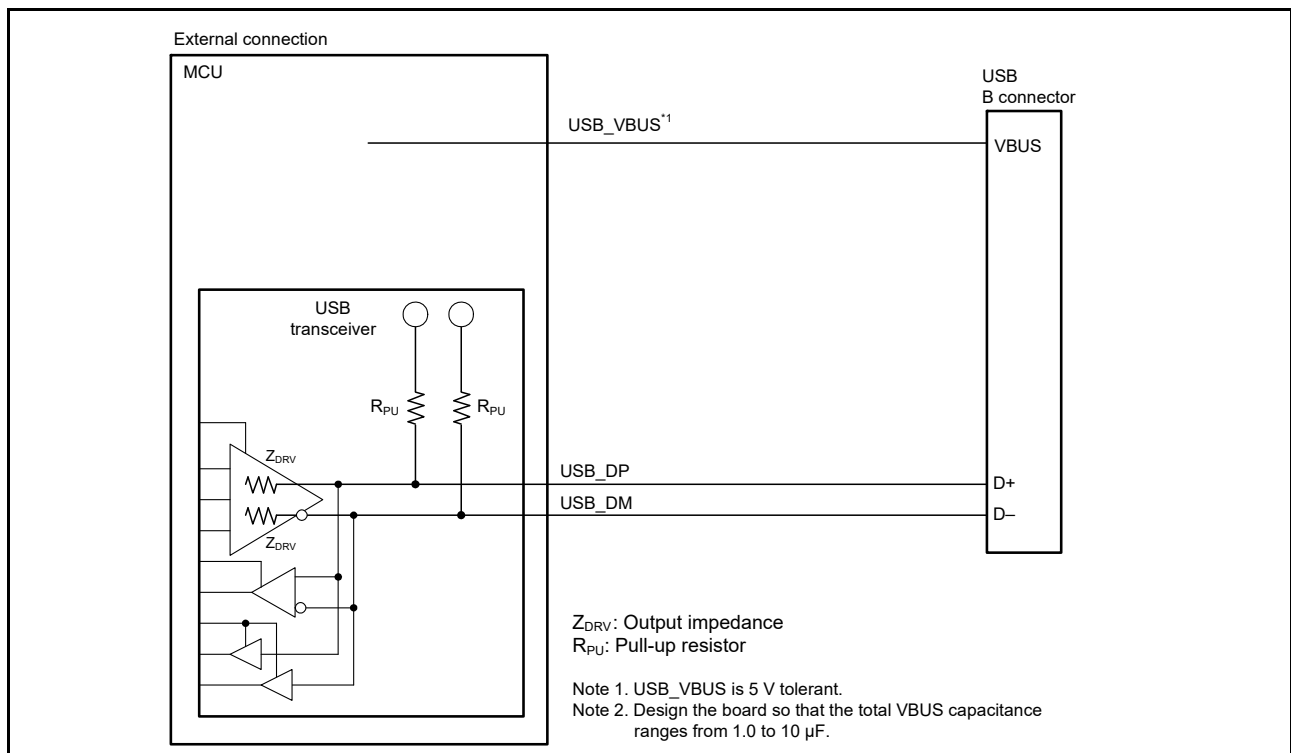 External connection
MCU
USB
B connector
USB_VBUS*1
VBUS
USB
transceiver
RPU
RPU
ZDRV
USB_DP
D+
USB_DM
D–
ZDRV
ZDRV: Output impedance
RPU: Pull-up resistor
Note 1. USB_VBUS is 5 V tolerant.
Note 2. Design the board so that the total VBUS capacitance
ranges from 1.0 to 10 µF.